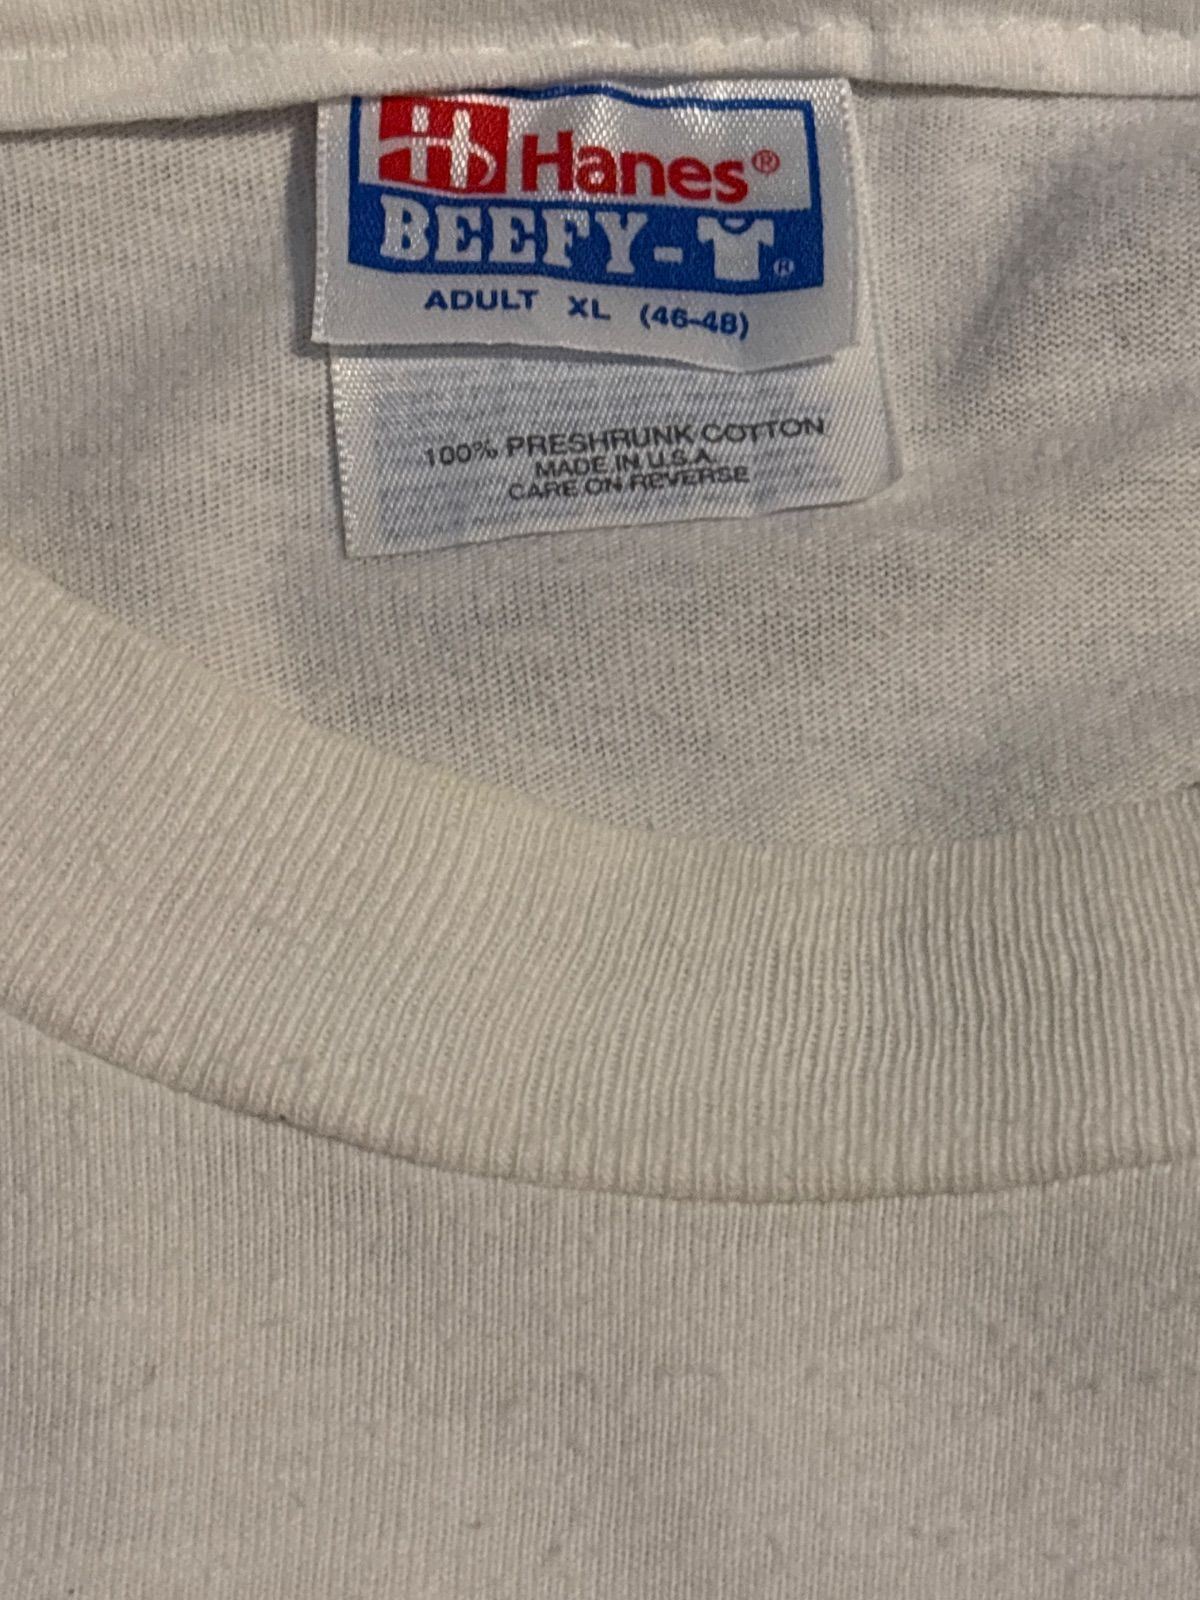 Hanes®
BEEFY-T®
ADULT XL (46-48)
100% PRESHRUNK COTTON
MADE IN U.S.A.
CARE ON REVERSE